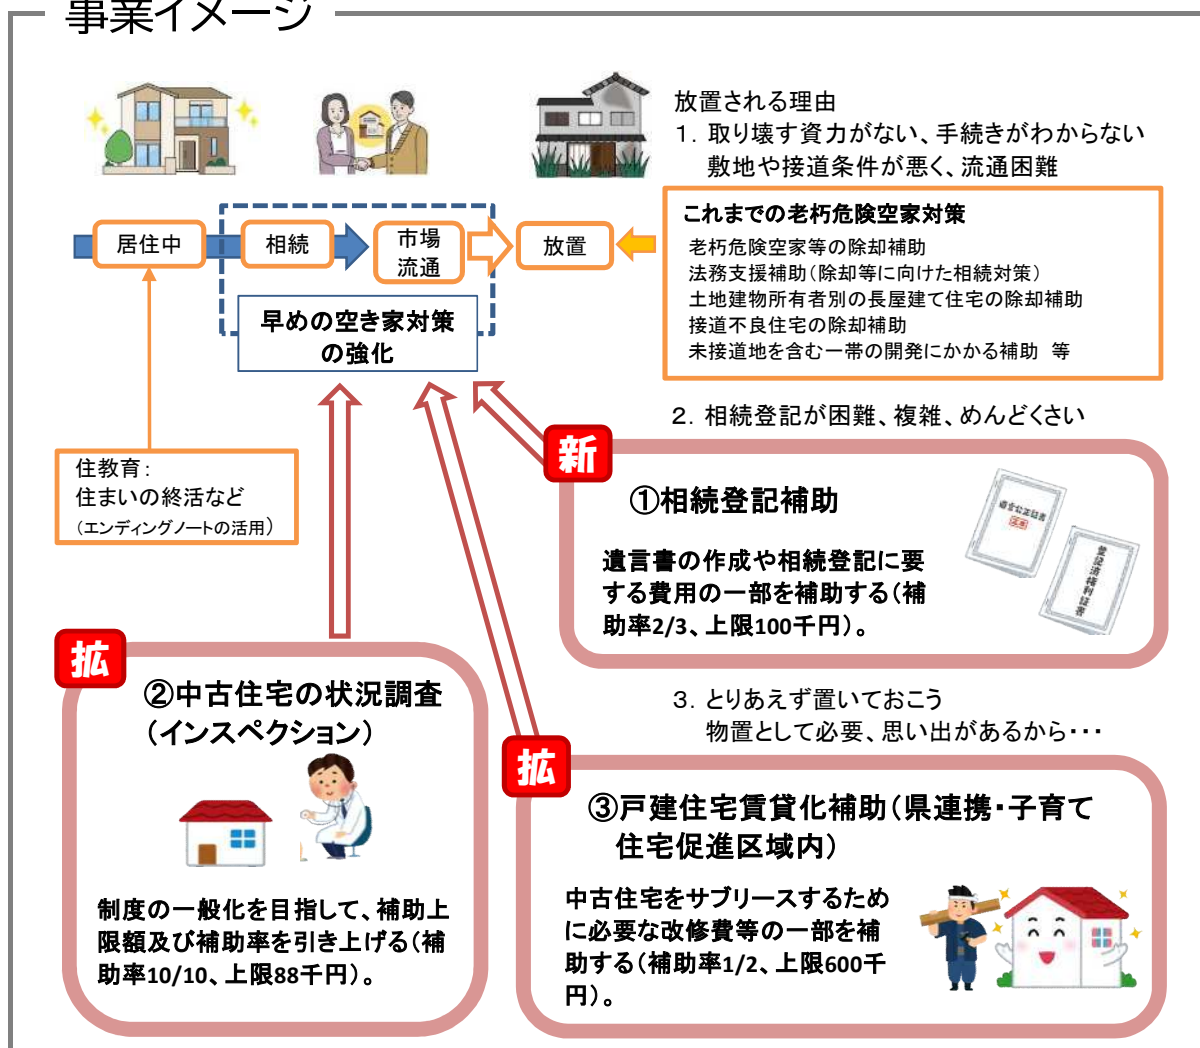 事業イメージ
放置される理由
1．取り壊す資力がない、手続きがわからない
敷地や接道条件が悪く、流通困難
居住中
相続
市場
流通
放置
早めの空き家対策
の強化
これまでの老朽危険空家対策
老朽危険空家等の除却補助
法務支援補助（除却等に向けた相続対策）
土地建物所有者別の長屋建て住宅の除却補助
接道不良住宅の除却補助
未接道地を含む一帯の開発にかかる補助　等
住教育：
住まいの終活など
（エンディングノートの活用）
2．相続登記が困難、複雑、めんどくさい
新
①相続登記補助
遺言書の作成や相続登記に要
する費用の一部を補助する（補
助率2/3、上限100千円）。
遺言公正証書
正本
登記済権利証書
拡
②中古住宅の状況調査
（インスペクション）
制度の一般化を目指して、補助上
限額及び補助率を引き上げる（補
助率10/10、上限88千円）。
3．とりあえず置いておこう
物置として必要、思い出があるから・・・
拡
③戸建住宅賃貸化補助（県連携・子育て
住宅促進区域内）
中古住宅をサブリースするため
に必要な改修費等の一部を補
助する（補助率1/2、上限600千
円）。